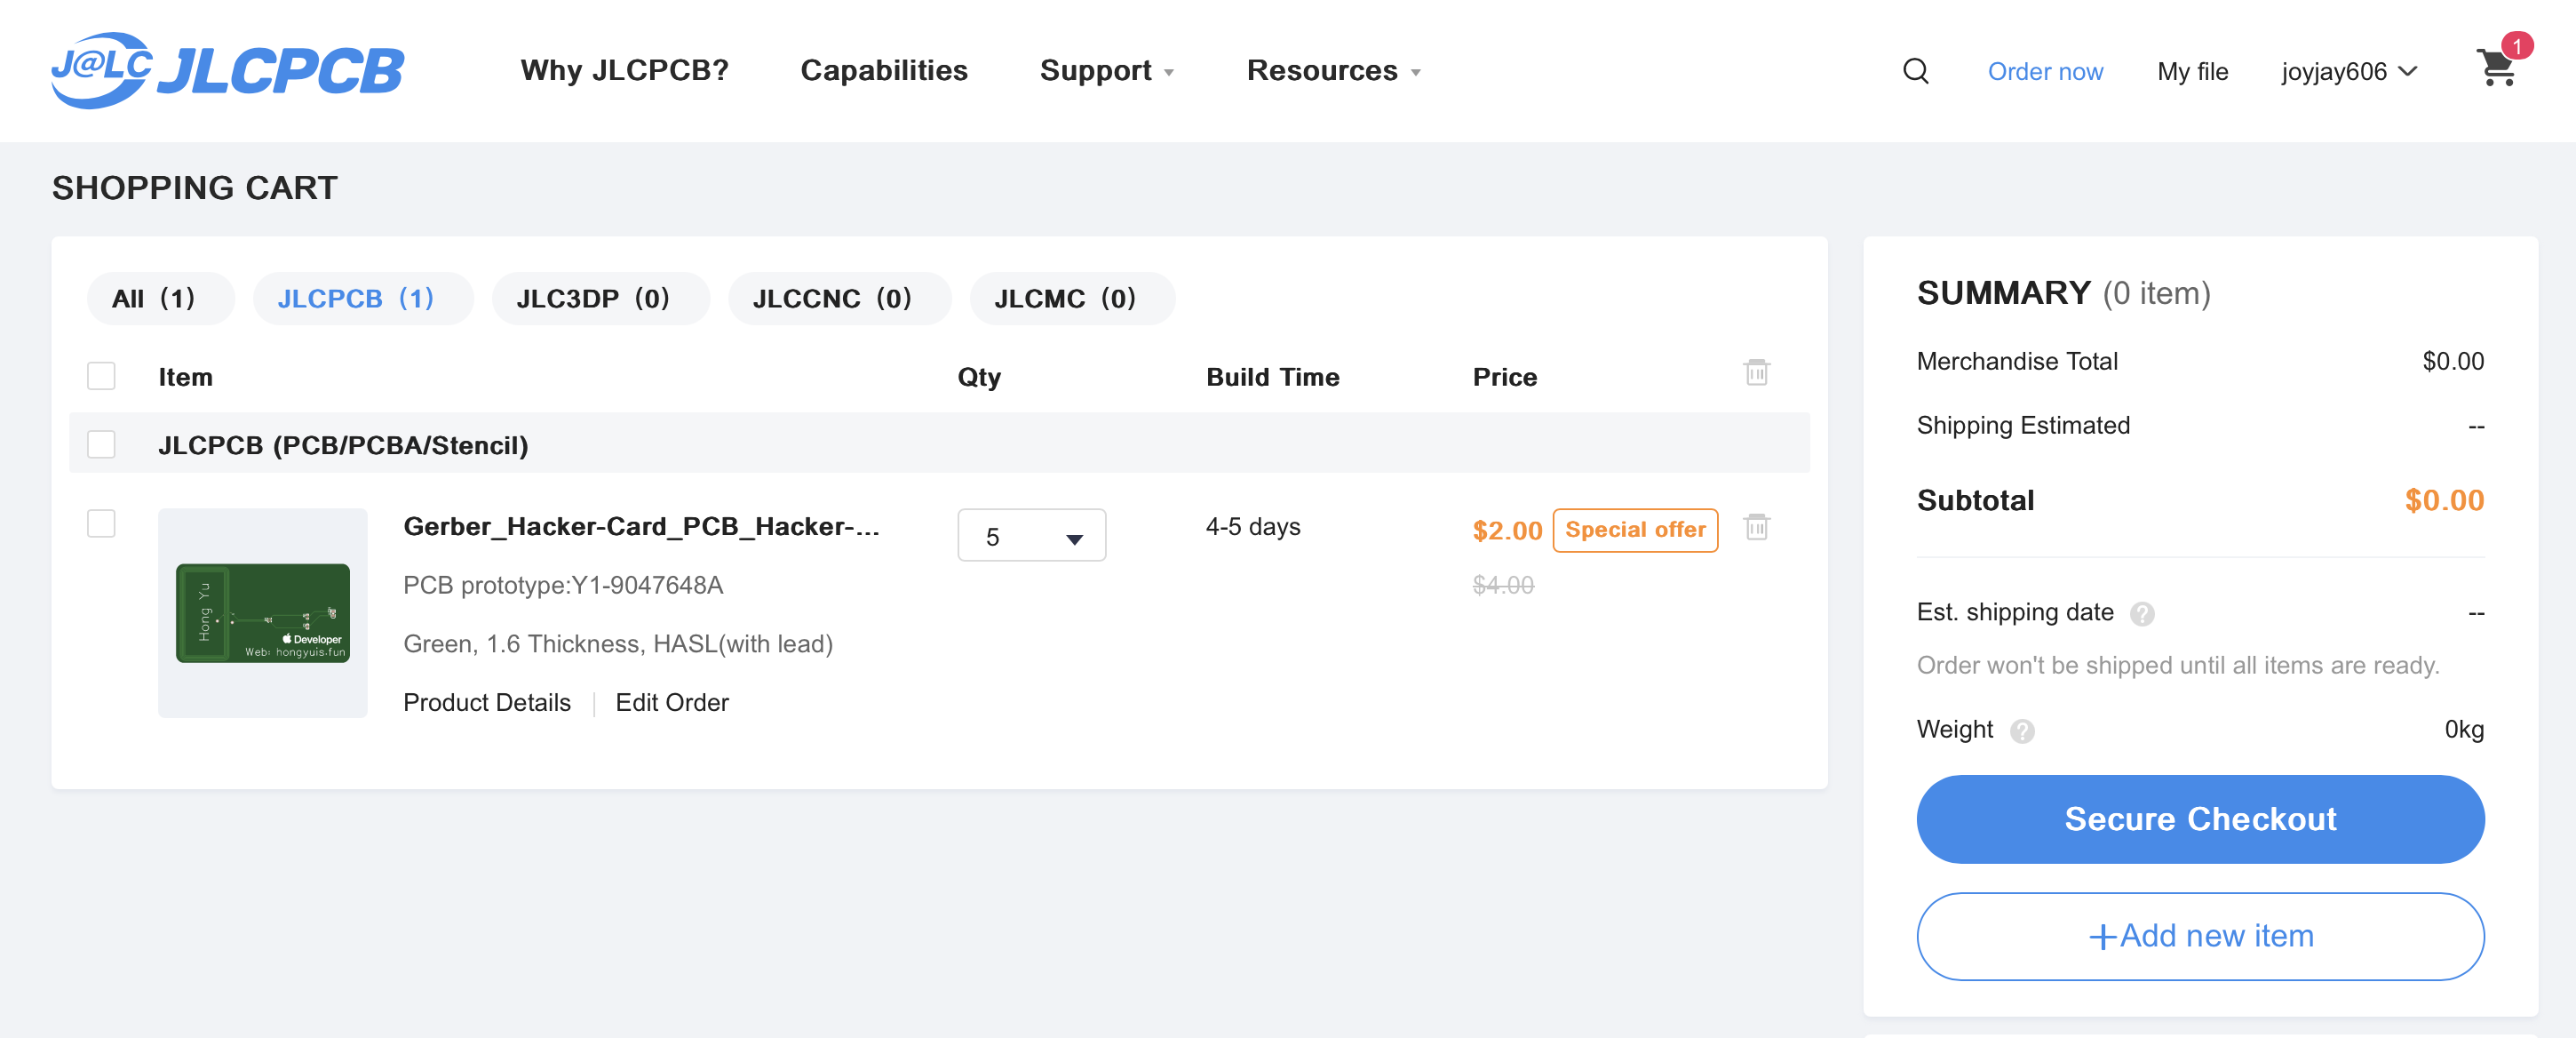 J@LC JLCPCB
Why JLCPCB?
Capabilities
Support
Resources
Order now
My file
joyjay606
1
SHOPPING CART
All (1)
JLCPCB (1)
JLC3DP (0)
JLCCNC (0)
JLCMC (0)
Item
Qty
Build Time
Price
JLCPCB (PCB/PCBA/Stencil)
Hong Yu
Developer
Web: hongyuis.fun
Gerber_Hacker-Card_PCB_Hacker-...
PCB prototype:Y1-9047648A
Green, 1.6 Thickness, HASL(with lead)
Product Details
Edit Order
5
4-5 days
$2.00
Special offer
$4.00
SUMMARY (0 item)
Merchandise Total $0.00
Shipping Estimated --
Subtotal $0.00
Est. shipping date ? --
Order won't be shipped until all items are ready.
Weight ? 0kg
Secure Checkout
+Add new item